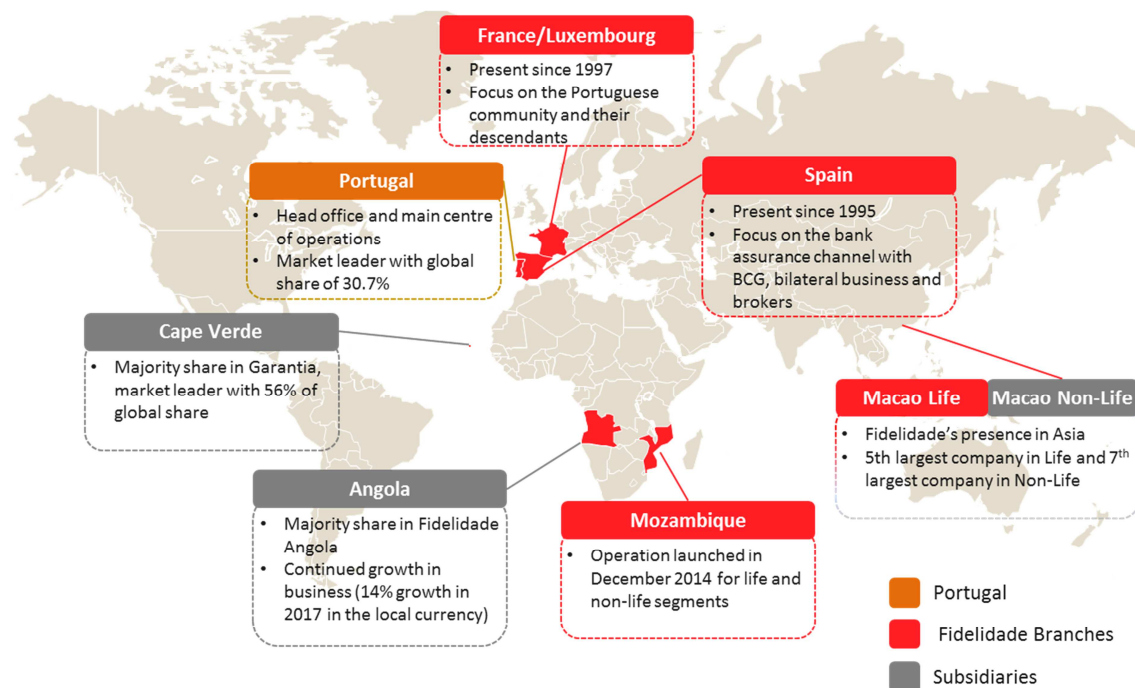 France/Luxembourg
• Present since 1997
• Focus on the Portuguese
community and their
descendants
Portugal
• Head office and main centre
of operations
• Market leader with global
share of 30.7%
Spain
• Present since 1995
• Focus on the bank
assurance channel with
BCG, bilateral business and
brokers
Cape Verde
• Majority share in Garantia,
market leader with 56% of
global share
Macao Life Macao Non-Life
• Fidelidade's presence in Asia
• 5th largest company in Life and 7th
largest company in Non-Life
Angola
• Majority share in Fidelidade
Angola
• Continued growth in
business (14% growth in
2017 in the local currency)
Mozambique
• Operation launched in
December 2014 for life and
non-life segments
Portugal
Fidelidade Branches
Subsidiaries